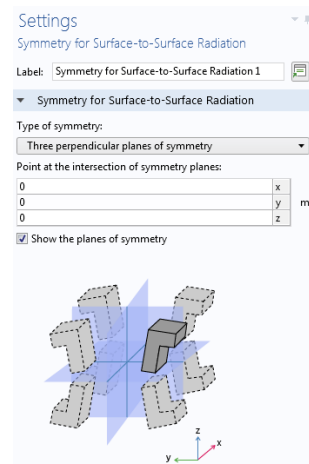 Settings
Symmetry for Surface-to-Surface Radiation
Label: Symmetry for Surface-to-Surface Radiation 1
Symmetry for Surface-to-Surface Radiation
Type of symmetry:
Three perpendicular planes of symmetry
Point at the intersection of symmetry planes:
0 x
0 y m
0 z
Show the planes of symmetry
z
x
y